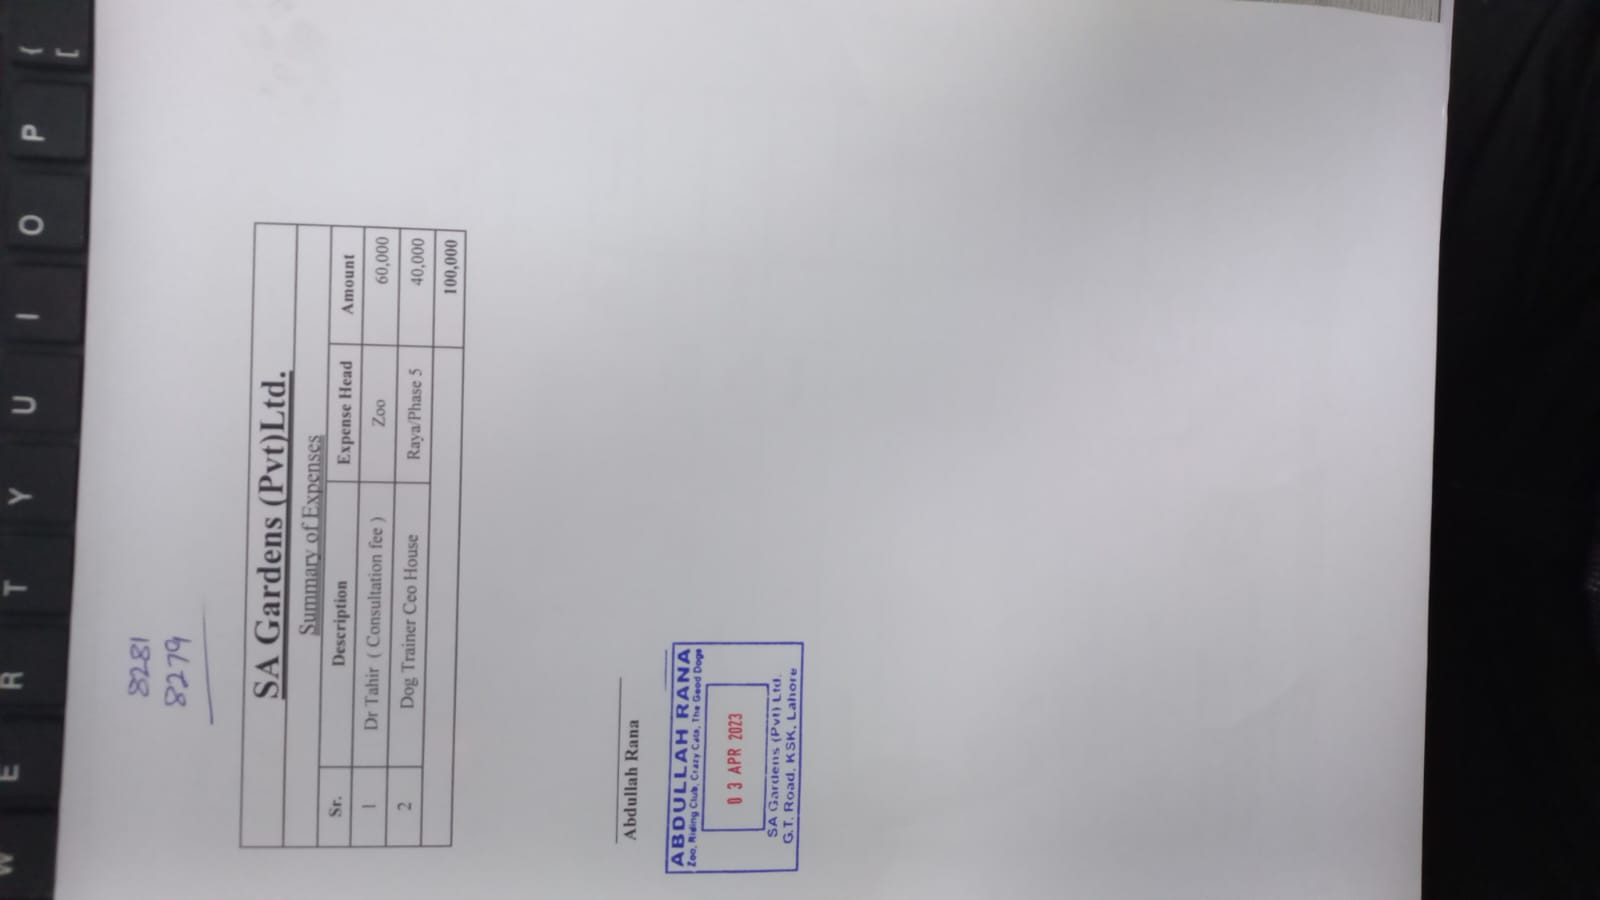 8281
8279
SA Gardens (Pvt)Ltd.
Summary of Expenses
Sr. Description Expense Head Amount
1 Dr Tahir ( Consultation fee ) Zoo 60,000
2 Dog Trainer Ceo House Raya/Phase 5 40,000
100,000
Abdullah Rana
ABDULLAH RANA
Zoo, Riding Club, Crazy Cats, The Good Dogs
0 3 APR 2023
SA Gardens (Pvt) Ltd.
G.T. Road, KSK, Lahore
W E R T Y U I O P { [